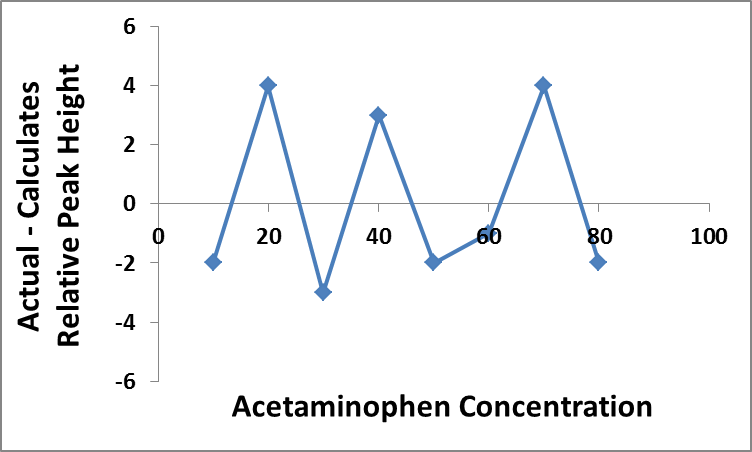 Actual - Calculates
Relative Peak Height
6
4
2
0
-2
-4
-6
0 20 40 60 80 100
Acetaminophen Concentration